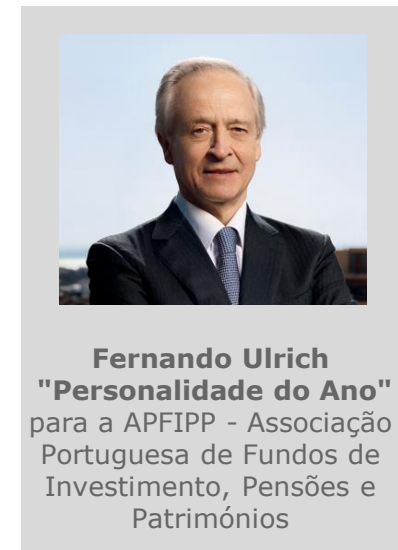 Fernando Ulrich
"Personalidade do Ano"
para a APFIPP - Associação
Portuguesa de Fundos de
Investimento, Pensões e
Patrimónios